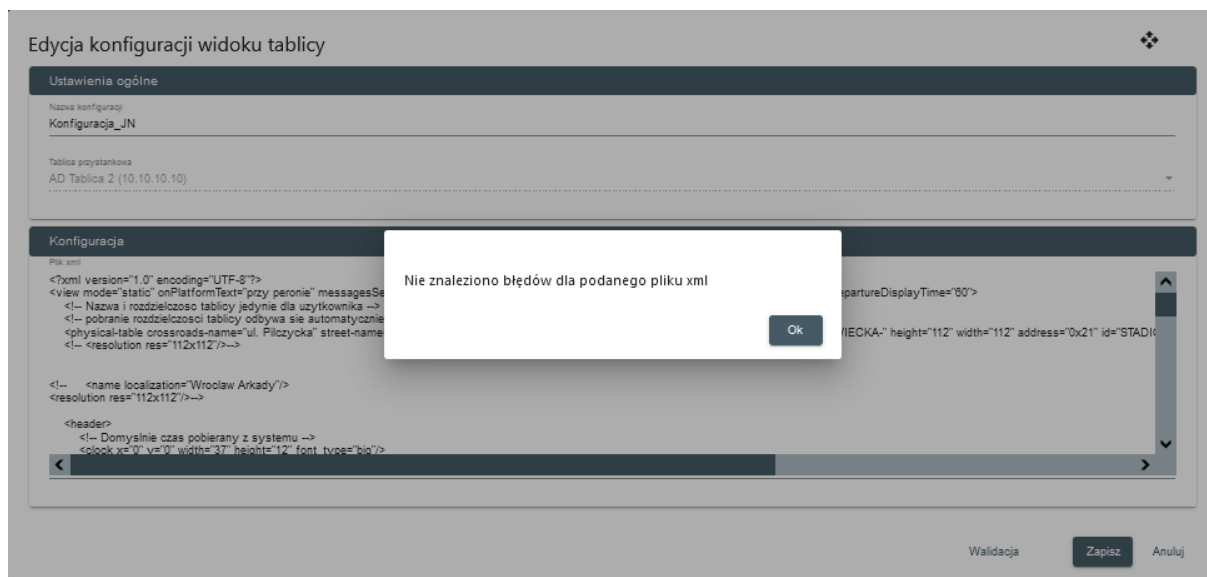 Edycja konfiguracji widoku tablicy
Ustawienia ogólne
Nazwa konfiguracji
Konfiguracja_JN
Tablica przystankowa
AD Tablica 2 (10.10.10.10)
Konfiguracja
Plik xml
<?xml version="1.0" encoding="UTF-8"?>
<view mode="static" onPlatformText="przy peronie" messagesSe epartureDisplayTime="60">
<!-- Nazwa i rozdzielczosc tablicy jedynie dla uzytkownika -->
<!-- pobranie rozdzielczosci tablicy odbywa sie automatycznie
<physical-table crossroads-name="ul. Pilczycka" street-name= IECKA-" height="112" width="112" address="0x21" id="STADI
<!-- <resolution res="112x112"/>-->
<!-- <name localization="Wroclaw Arkady"/>
<resolution res="112x112"/>-->
<header>
<!-- Domyslnie czas pobierany z systemu -->
<clock x="0" y="0" width="37" height="12" font_type="big"/>
Nie znaleziono błędów dla podanego pliku xml
Ok
Walidacja
Zapisz
Anuluj